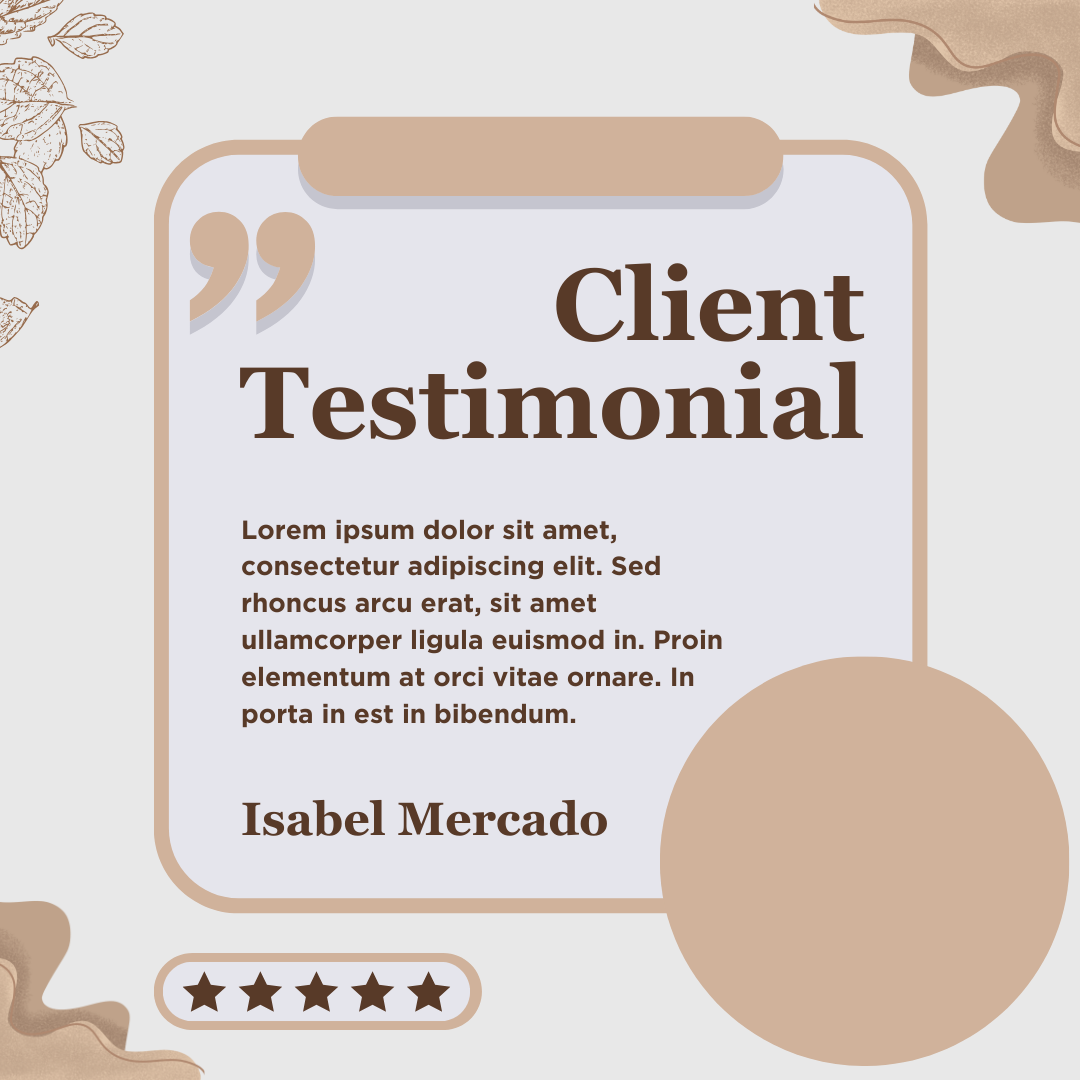 Client
Testimonial
Lorem ipsum dolor sit amet,
consectetur adipiscing elit. Sed
rhoncus arcu erat, sit amet
ullamcorper ligula euismod in. Proin
elementum at orci vitae ornare. In
porta in est in bibendum.
Isabel Mercado